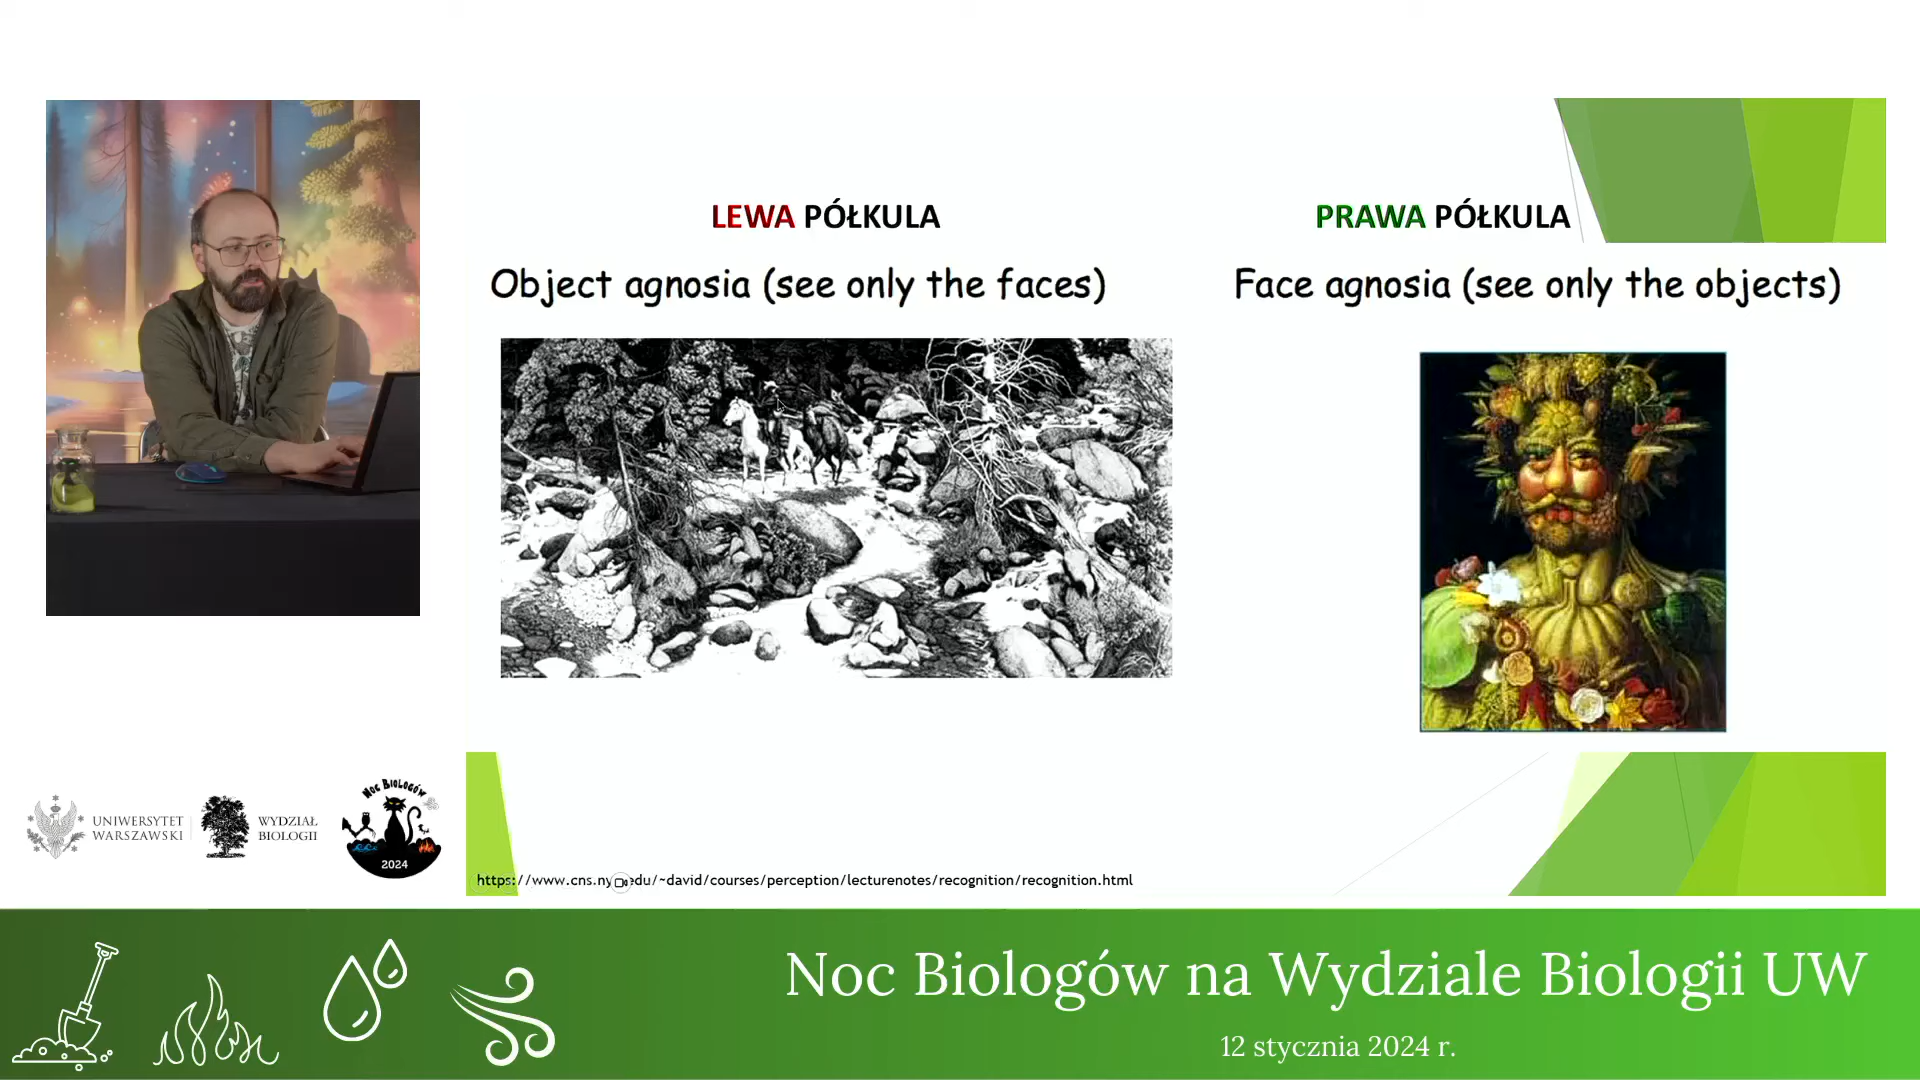 LEWA PÓŁKULA
PRAWA PÓŁKULA
Object agnosia (see only the faces)
Face agnosia (see only the objects)
UNIWERSYTET
WARSZAWSKI
WYDZIAŁ
BIOLOGII
NOC BIOLOGÓW
2024
https://www.cns.ny edu/~david/courses/perception/lecturenotes/recognition/recognition.html
Noc Biologów na Wydziale Biologii UW
12 stycznia 2024 r.